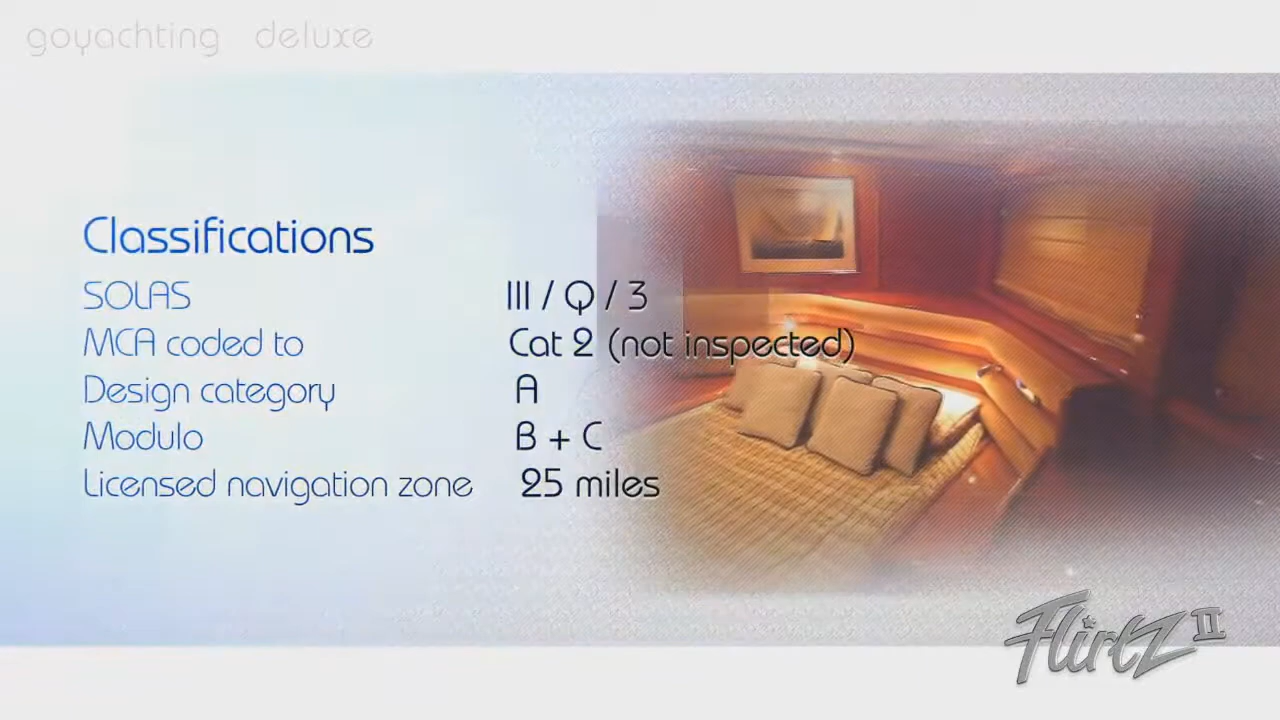 goyachting deluxe
Classifications
SOLAS III / Q / 3
MCA coded to Cat 2 (not inspected)
Design category A
Modulo B + C
Licensed navigation zone 25 miles
Flirtz II